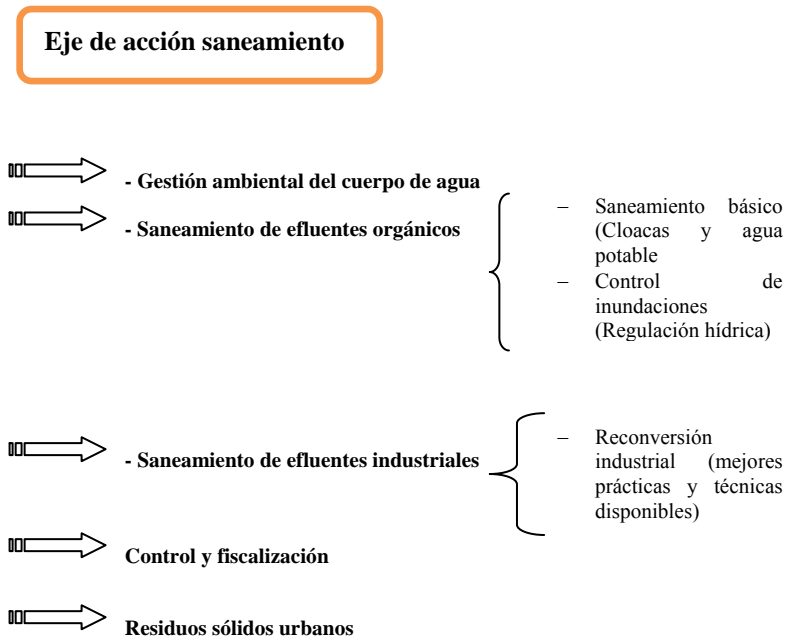 Eje de acción saneamiento
- Gestión ambiental del cuerpo de agua
- Saneamiento de efluentes orgánicos
– Saneamiento básico
(Cloacas y agua
potable
– Control de
inundaciones
(Regulación hídrica)
- Saneamiento de efluentes industriales
– Reconversión
industrial (mejores
prácticas y técnicas
disponibles)
Control y fiscalización
Residuos sólidos urbanos